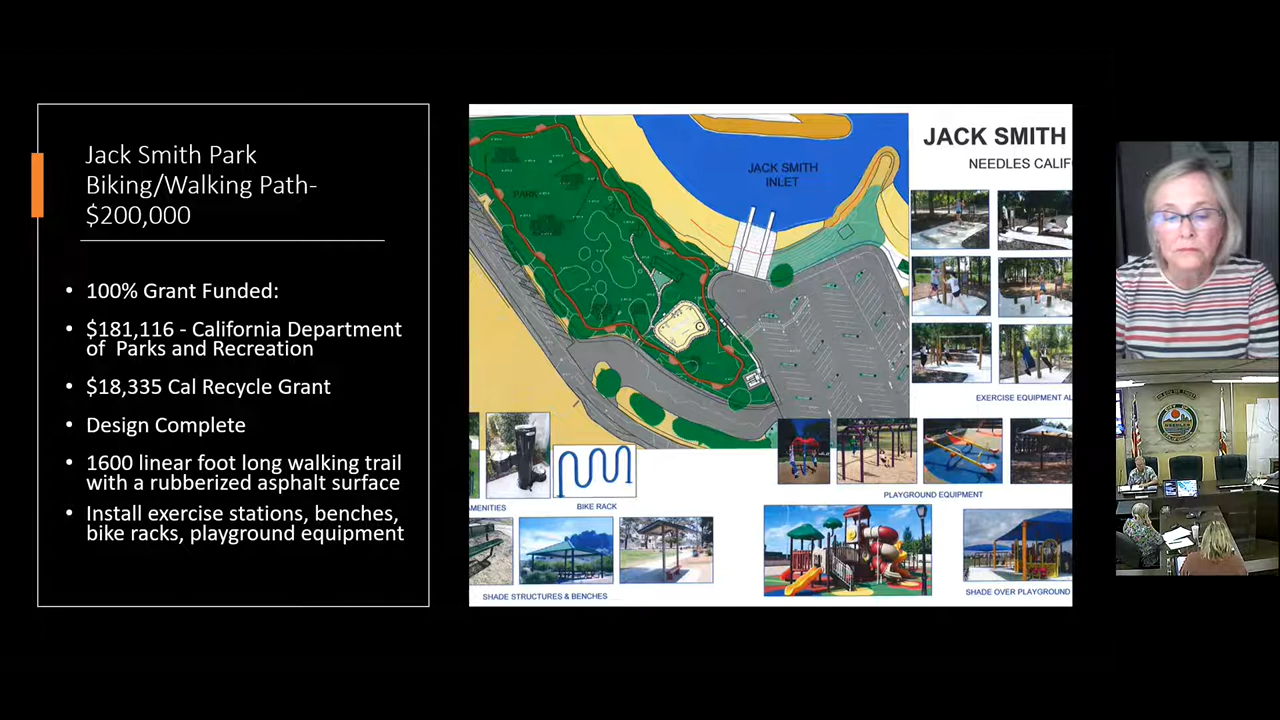 Jack Smith Park
Biking/Walking Path-
$200,000
• 100% Grant Funded:
• $181,116 - California Department
of Parks and Recreation
• $18,335 Cal Recycle Grant
• Design Complete
• 1600 linear foot long walking trail
with a rubberized asphalt surface
• Install exercise stations, benches,
bike racks, playground equipment
JACK SMITH
INLET
PARK
JACK SMITH
NEEDLES CALIF
EXERCISE EQUIPMENT AL
PLAYGROUND EQUIPMENT
MENITIES
BIKE RACK
SHADE STRUCTURES & BENCHES
SHADE OVER PLAYGROUND
NEEDLES